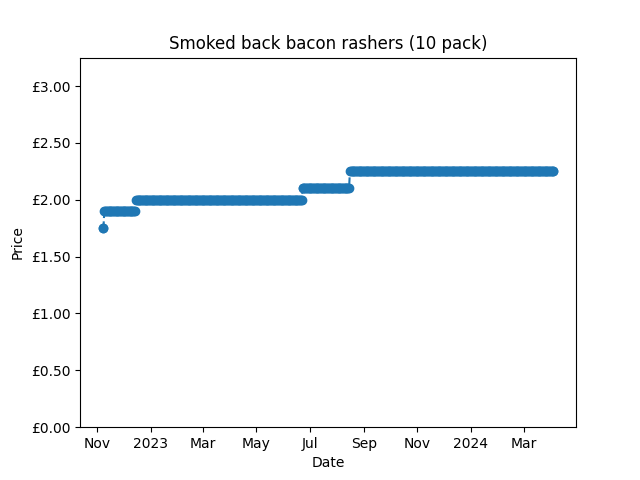 Smoked back bacon rashers (10 pack)
£3.00
£2.50
£2.00
£1.50
£1.00
£0.50
£0.00
Price
Nov 2023 Mar May Jul Sep Nov 2024 Mar
Date